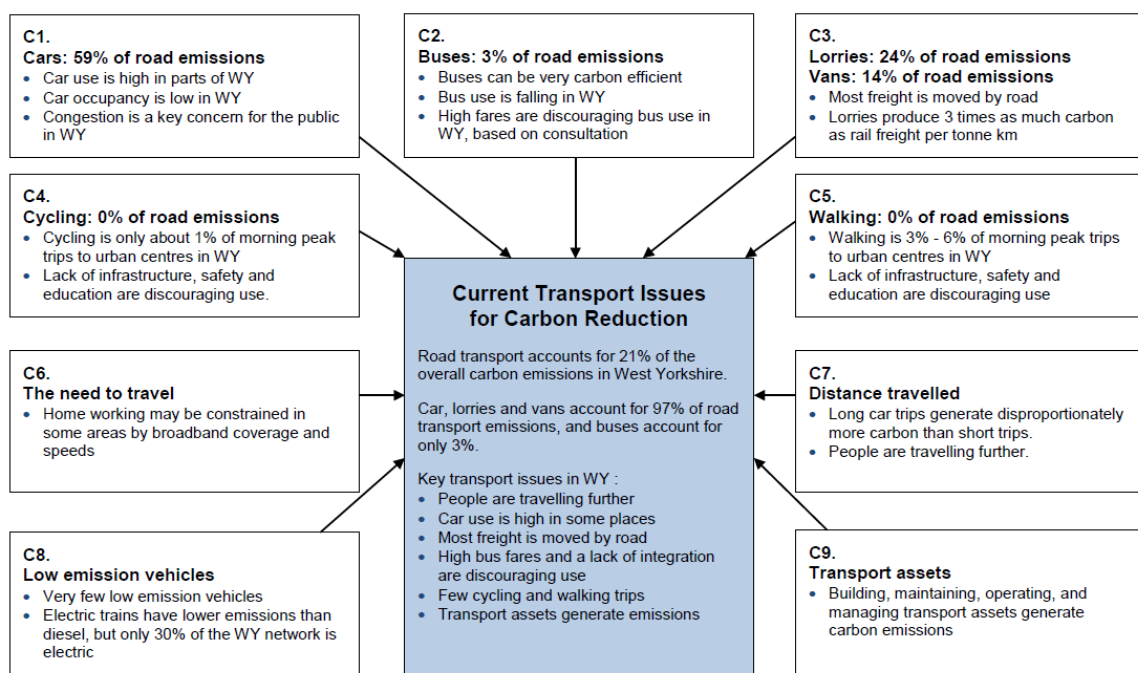 C1.
Cars: 59% of road emissions
• Car use is high in parts of WY
• Car occupancy is low in WY
• Congestion is a key concern for the public
in WY
C2.
Buses: 3% of road emissions
• Buses can be very carbon efficient
• Bus use is falling in WY
• High fares are discouraging bus use in
WY, based on consultation
C3.
Lorries: 24% of road emissions
Vans: 14% of road emissions
• Most freight is moved by road
• Lorries produce 3 times as much carbon
as rail freight per tonne km
C4.
Cycling: 0% of road emissions
• Cycling is only about 1% of morning peak
trips to urban centres in WY
• Lack of infrastructure, safety and
education are discouraging use.
C5.
Walking: 0% of road emissions
• Walking is 3% - 6% of morning peak trips
to urban centres in WY
• Lack of infrastructure, safety and
education are discouraging use
Current Transport Issues
for Carbon Reduction
Road transport accounts for 21% of the
overall carbon emissions in West Yorkshire.
Car, lorries and vans account for 97% of road
transport emissions, and buses account for
only 3%.
Key transport issues in WY :
• People are travelling further
• Car use is high in some places
• Most freight is moved by road
• High bus fares and a lack of integration
are discouraging use
• Few cycling and walking trips
• Transport assets generate emissions
C6.
The need to travel
• Home working may be constrained in
some areas by broadband coverage and
speeds
C7.
Distance travelled
• Long car trips generate disproportionately
more carbon than short trips.
• People are travelling further.
C8.
Low emission vehicles
• Very few low emission vehicles
• Electric trains have lower emissions than
diesel, but only 30% of the WY network is
electric
C9.
Transport assets
• Building, maintaining, operating, and
managing transport assets generate
carbon emissions